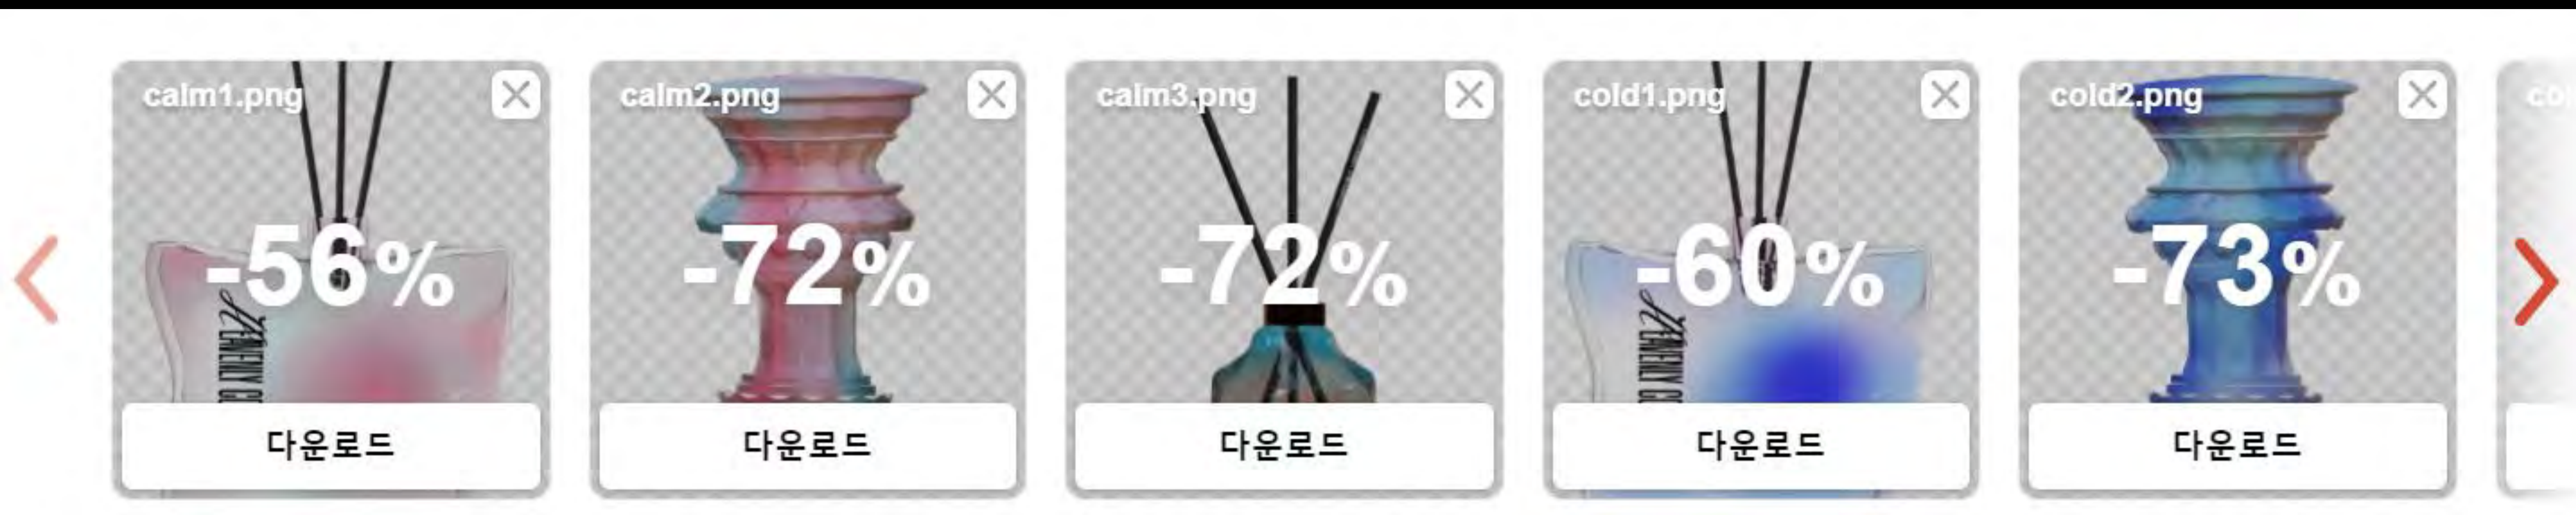 calm1.png
-56%
다운로드
calm2.png
-72%
다운로드
calm3.png
-72%
다운로드
cold1.png
-60%
다운로드
cold2.png
-73%
다운로드